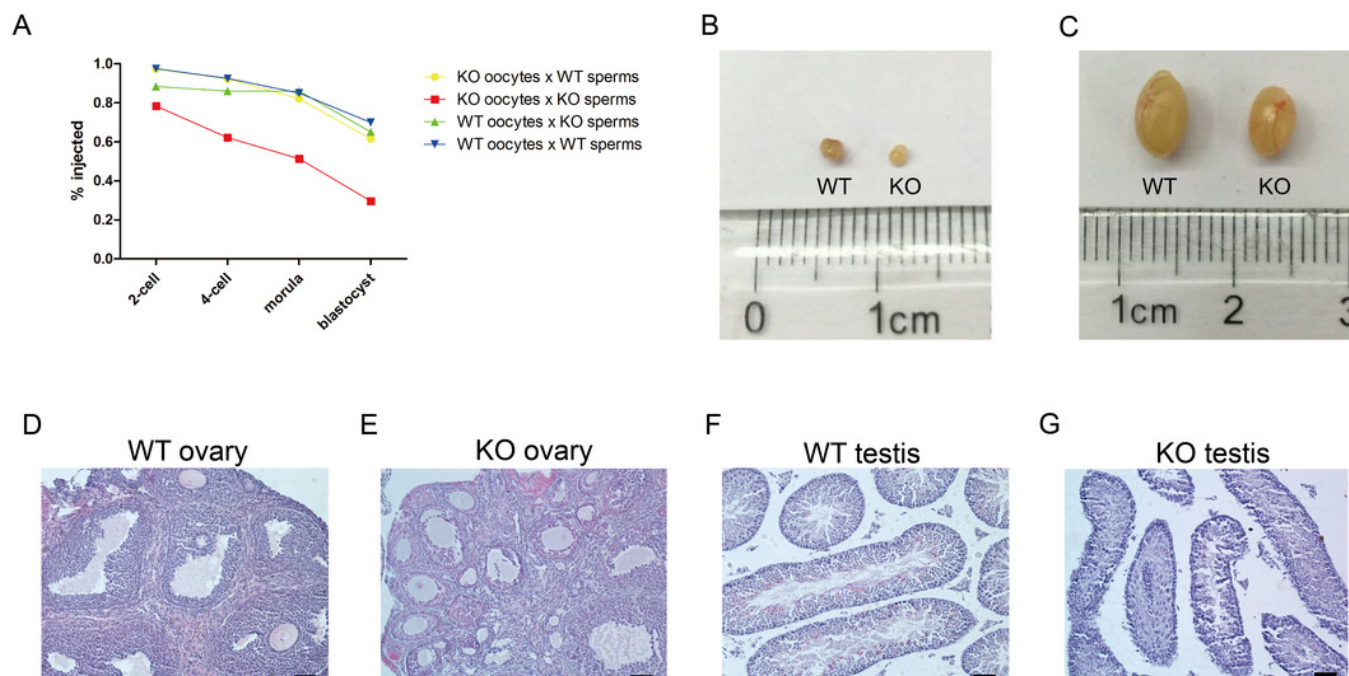 A
1.0
0.8
0.6
0.4
0.2
0.0
% injected
2-cell
4-cell
morula
blastocyst
KO oocytes x WT sperms
KO oocytes x KO sperms
WT oocytes x KO sperms
WT oocytes x WT sperms
B
WT
KO
0
1cm
C
WT
KO
1cm
2
3
D
WT ovary
E
KO ovary
F
WT testis
G
KO testis